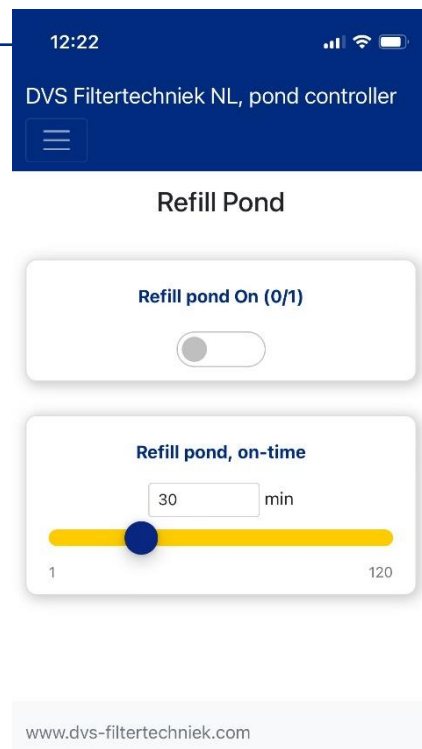 12:22
DVS Filtertechniek NL, pond controller
Refill Pond
Refill pond On (0/1)
Refill pond, on-time
30 min
1 120
www.dvs-filtertechniek.com